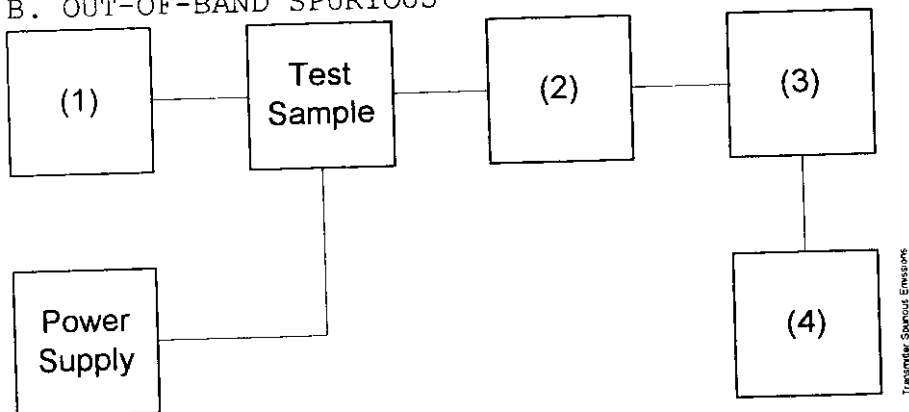 B. OUT-OF-BAND SPURIOUS
(1)
Test
Sample
(2)
(3)
Power
Supply
(4)
Transmitter Spurious Emissions